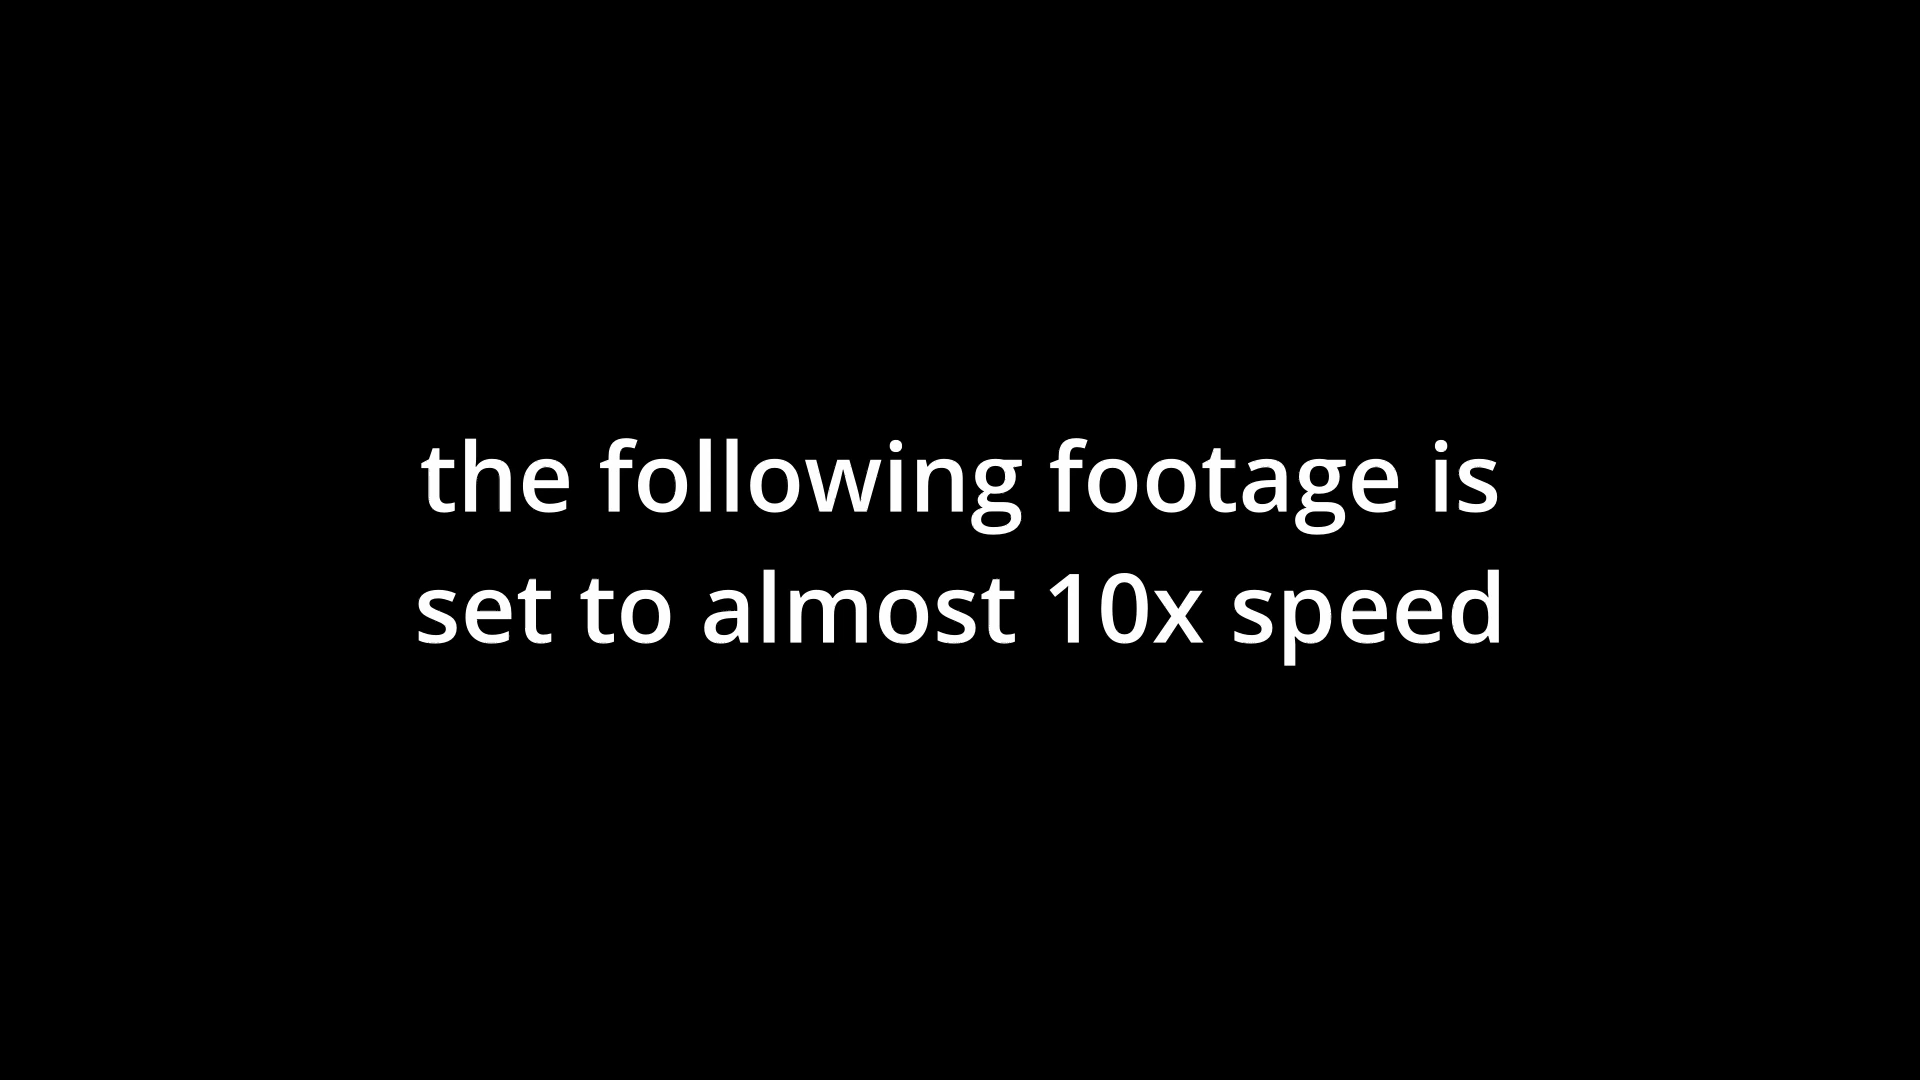 the following footage is
set to almost 10x speed